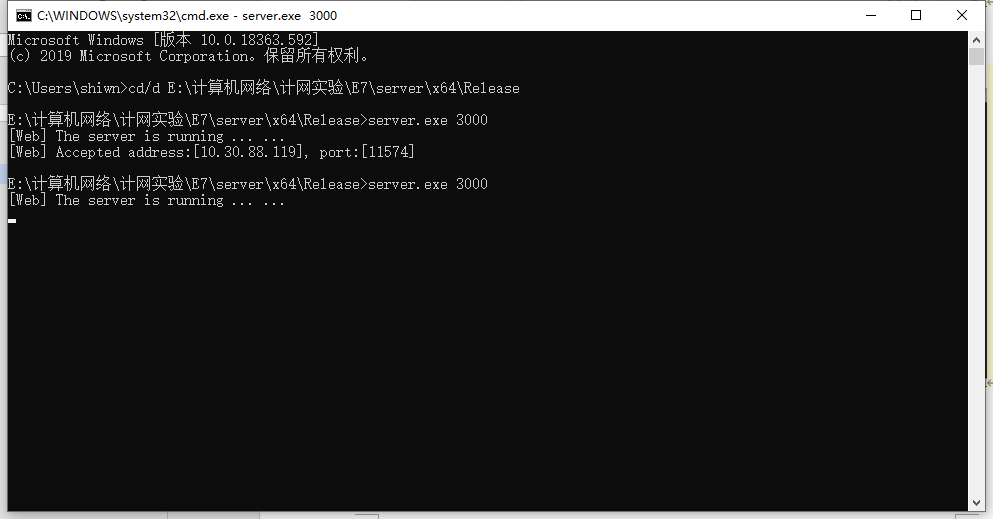 C:\WINDOWS\system32\cmd.exe - server.exe  3000
Microsoft Windows [版本 10.0.18363.592]
(c) 2019 Microsoft Corporation。保留所有权利。
C:\Users\shiwn>cd/d E:\计算机网络\计网实验\E7\server\x64\Release
E:\计算机网络\计网实验\E7\server\x64\Release>server.exe 3000
[Web] The server is running ... ...
[Web] Accepted address:[10.30.88.119], port:[11574]
E:\计算机网络\计网实验\E7\server\x64\Release>server.exe 3000
[Web] The server is running ... ...